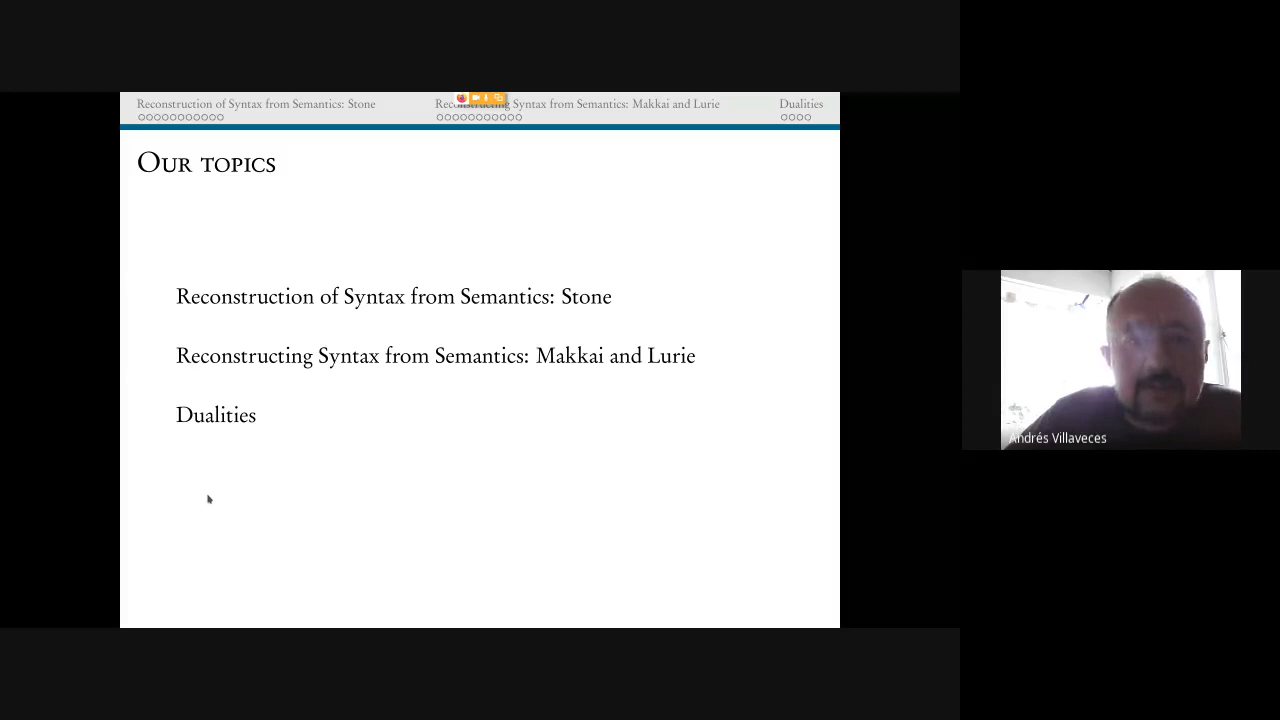 Reconstruction of Syntax from Semantics: Stone
Reconstructing Syntax from Semantics: Makkai and Lurie
Dualities
Our topics
Reconstruction of Syntax from Semantics: Stone
Reconstructing Syntax from Semantics: Makkai and Lurie
Dualities
Andrés Villaveces